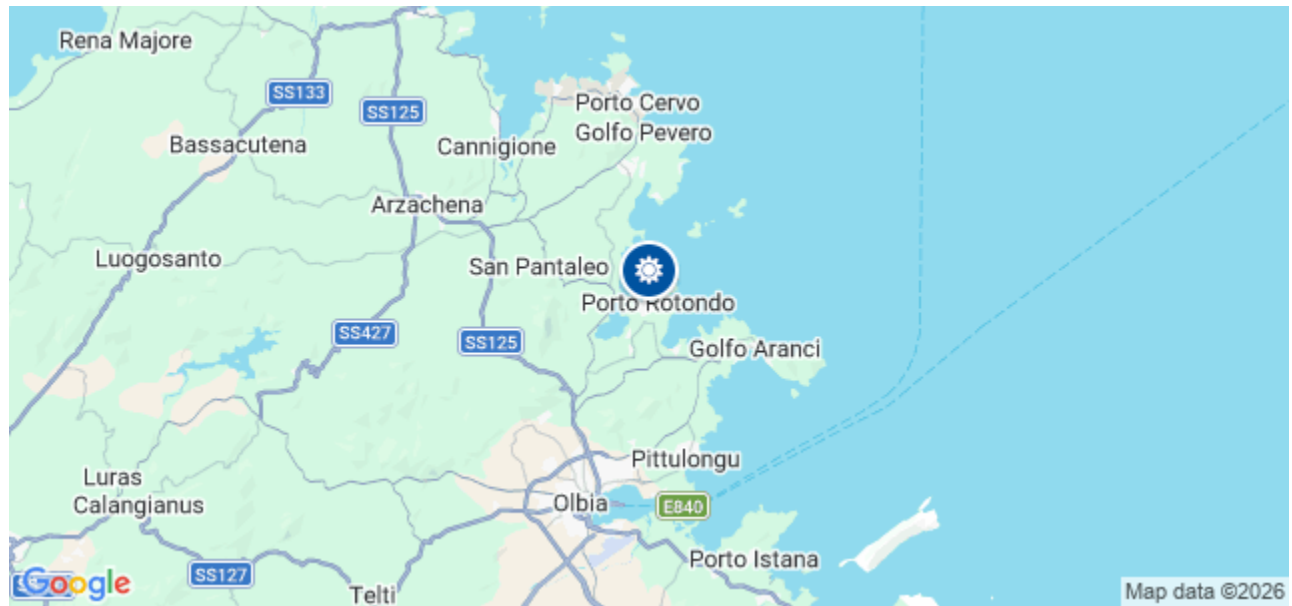 Rena Majore
SS133
SS125
Porto Cervo
Golfo Pevero
Bassacutena
Cannigione
Arzachena
Luogosanto
San Pantaleo
Porto Rotondo
SS427
SS125
Golfo Aranci
Pittulongu
Luras
Calangianus
Olbia
E840
Porto Istana
SS127
Google
Telti
Map data ©2026